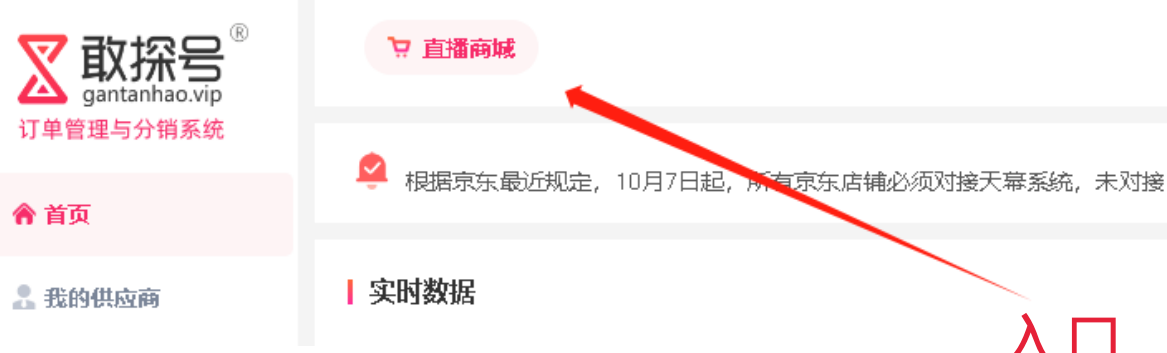 敢探号®
gantanhao.vip
订单管理与分销系统
首页
我的供应商
直播商城
根据京东最近规定，10月7日起，所有京东店铺必须对接天幕系统，未对接
实时数据
入口